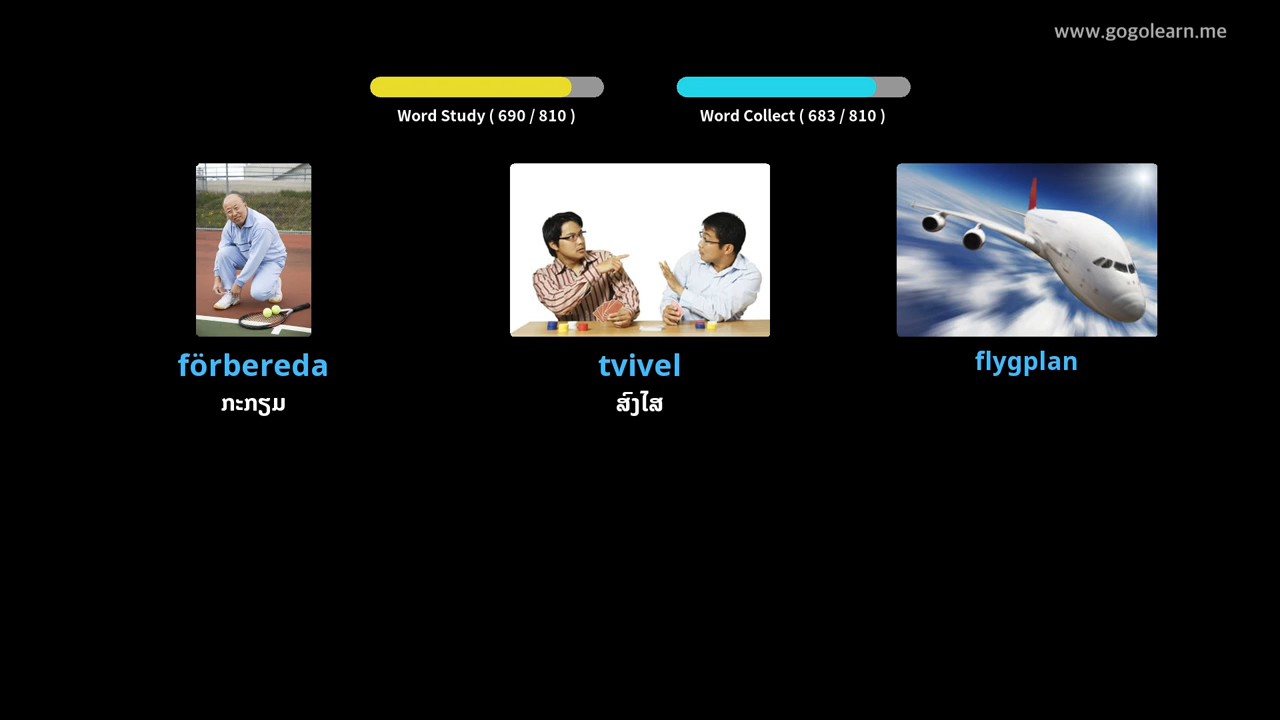 www.gogolearn.me
Word Study ( 690 / 810 )
Word Collect ( 683 / 810 )
förbereda
tvivel
flygplan
ກະກຽມ
ສົງໄສ